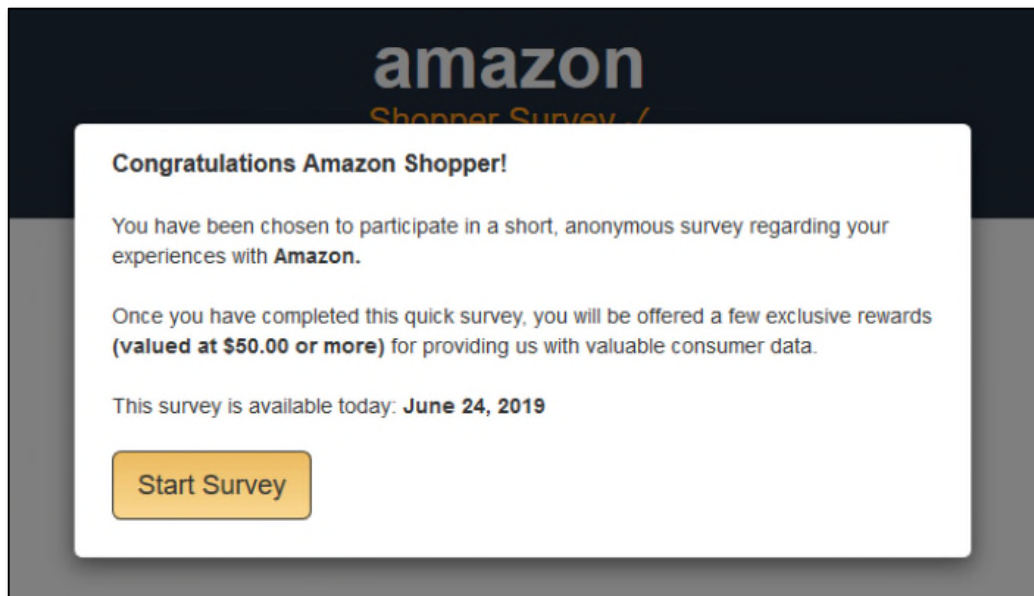 amazon
Shopper Survey ✓
Congratulations Amazon Shopper!
You have been chosen to participate in a short, anonymous survey regarding your
experiences with Amazon.
Once you have completed this quick survey, you will be offered a few exclusive rewards
(valued at $50.00 or more) for providing us with valuable consumer data.
This survey is available today: June 24, 2019
Start Survey